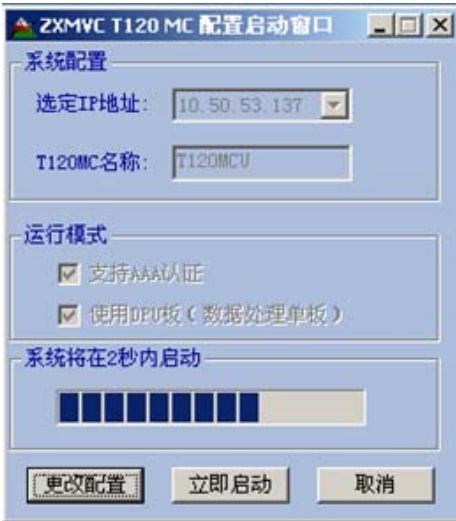 ZXMVC T120 MC 配置启动窗口
系统配置
选定IP地址: 10.50.53.137
T120MC名称: T120MCU
运行模式
支持AAA认证
使用DPU板(数据处理单板)
系统将在2秒内启动
更改配置 立即启动 取消